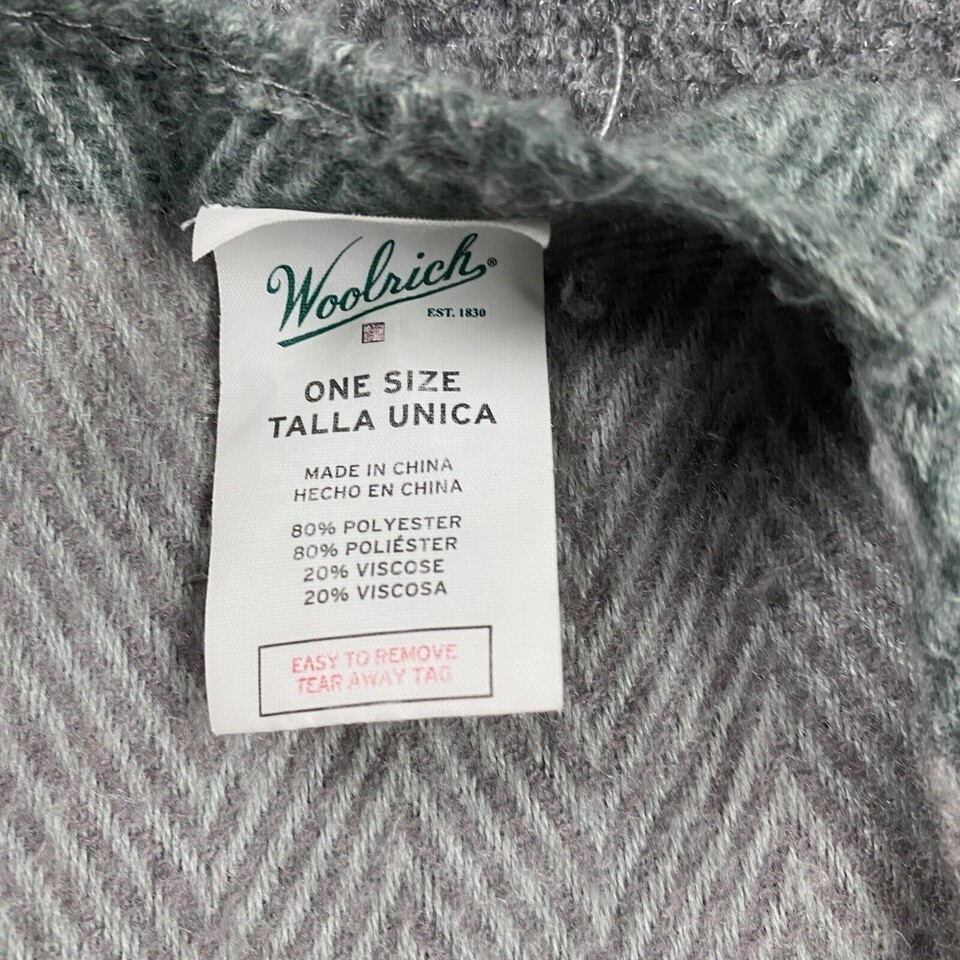 Woolrich®
EST. 1830
ONE SIZE
TALLA UNICA
MADE IN CHINA
HECHO EN CHINA
80% POLYESTER
80% POLIÉSTER
20% VISCOSE
20% VISCOSA
EASY TO REMOVE
TEAR AWAY TAG